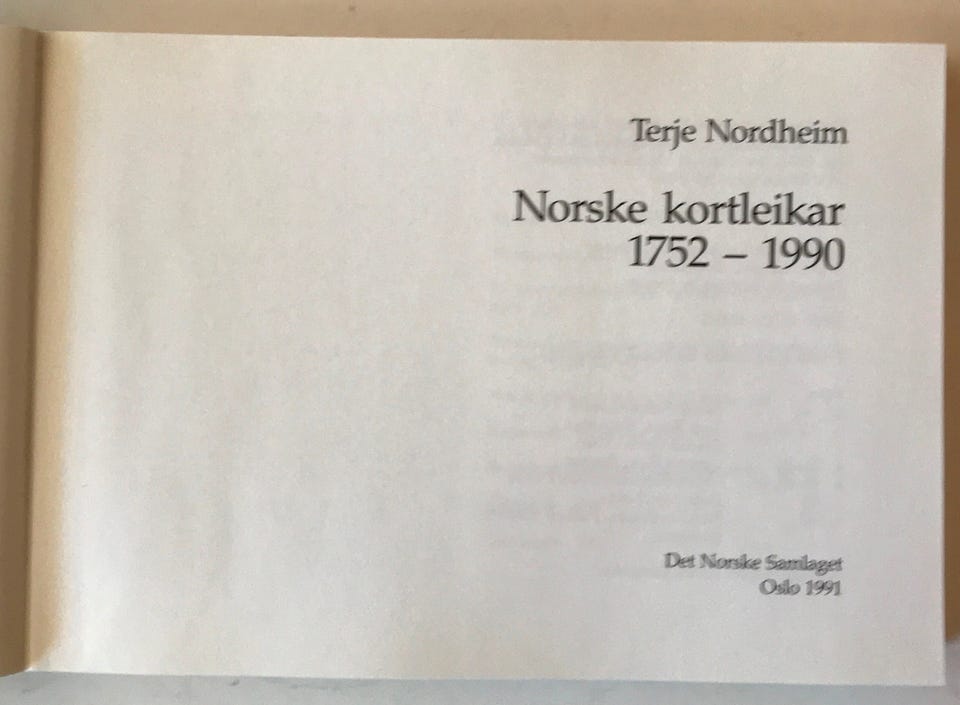 Terje Nordheim
Norske kortleikar
1752 – 1990
Det Norske Samlaget
Oslo 1991